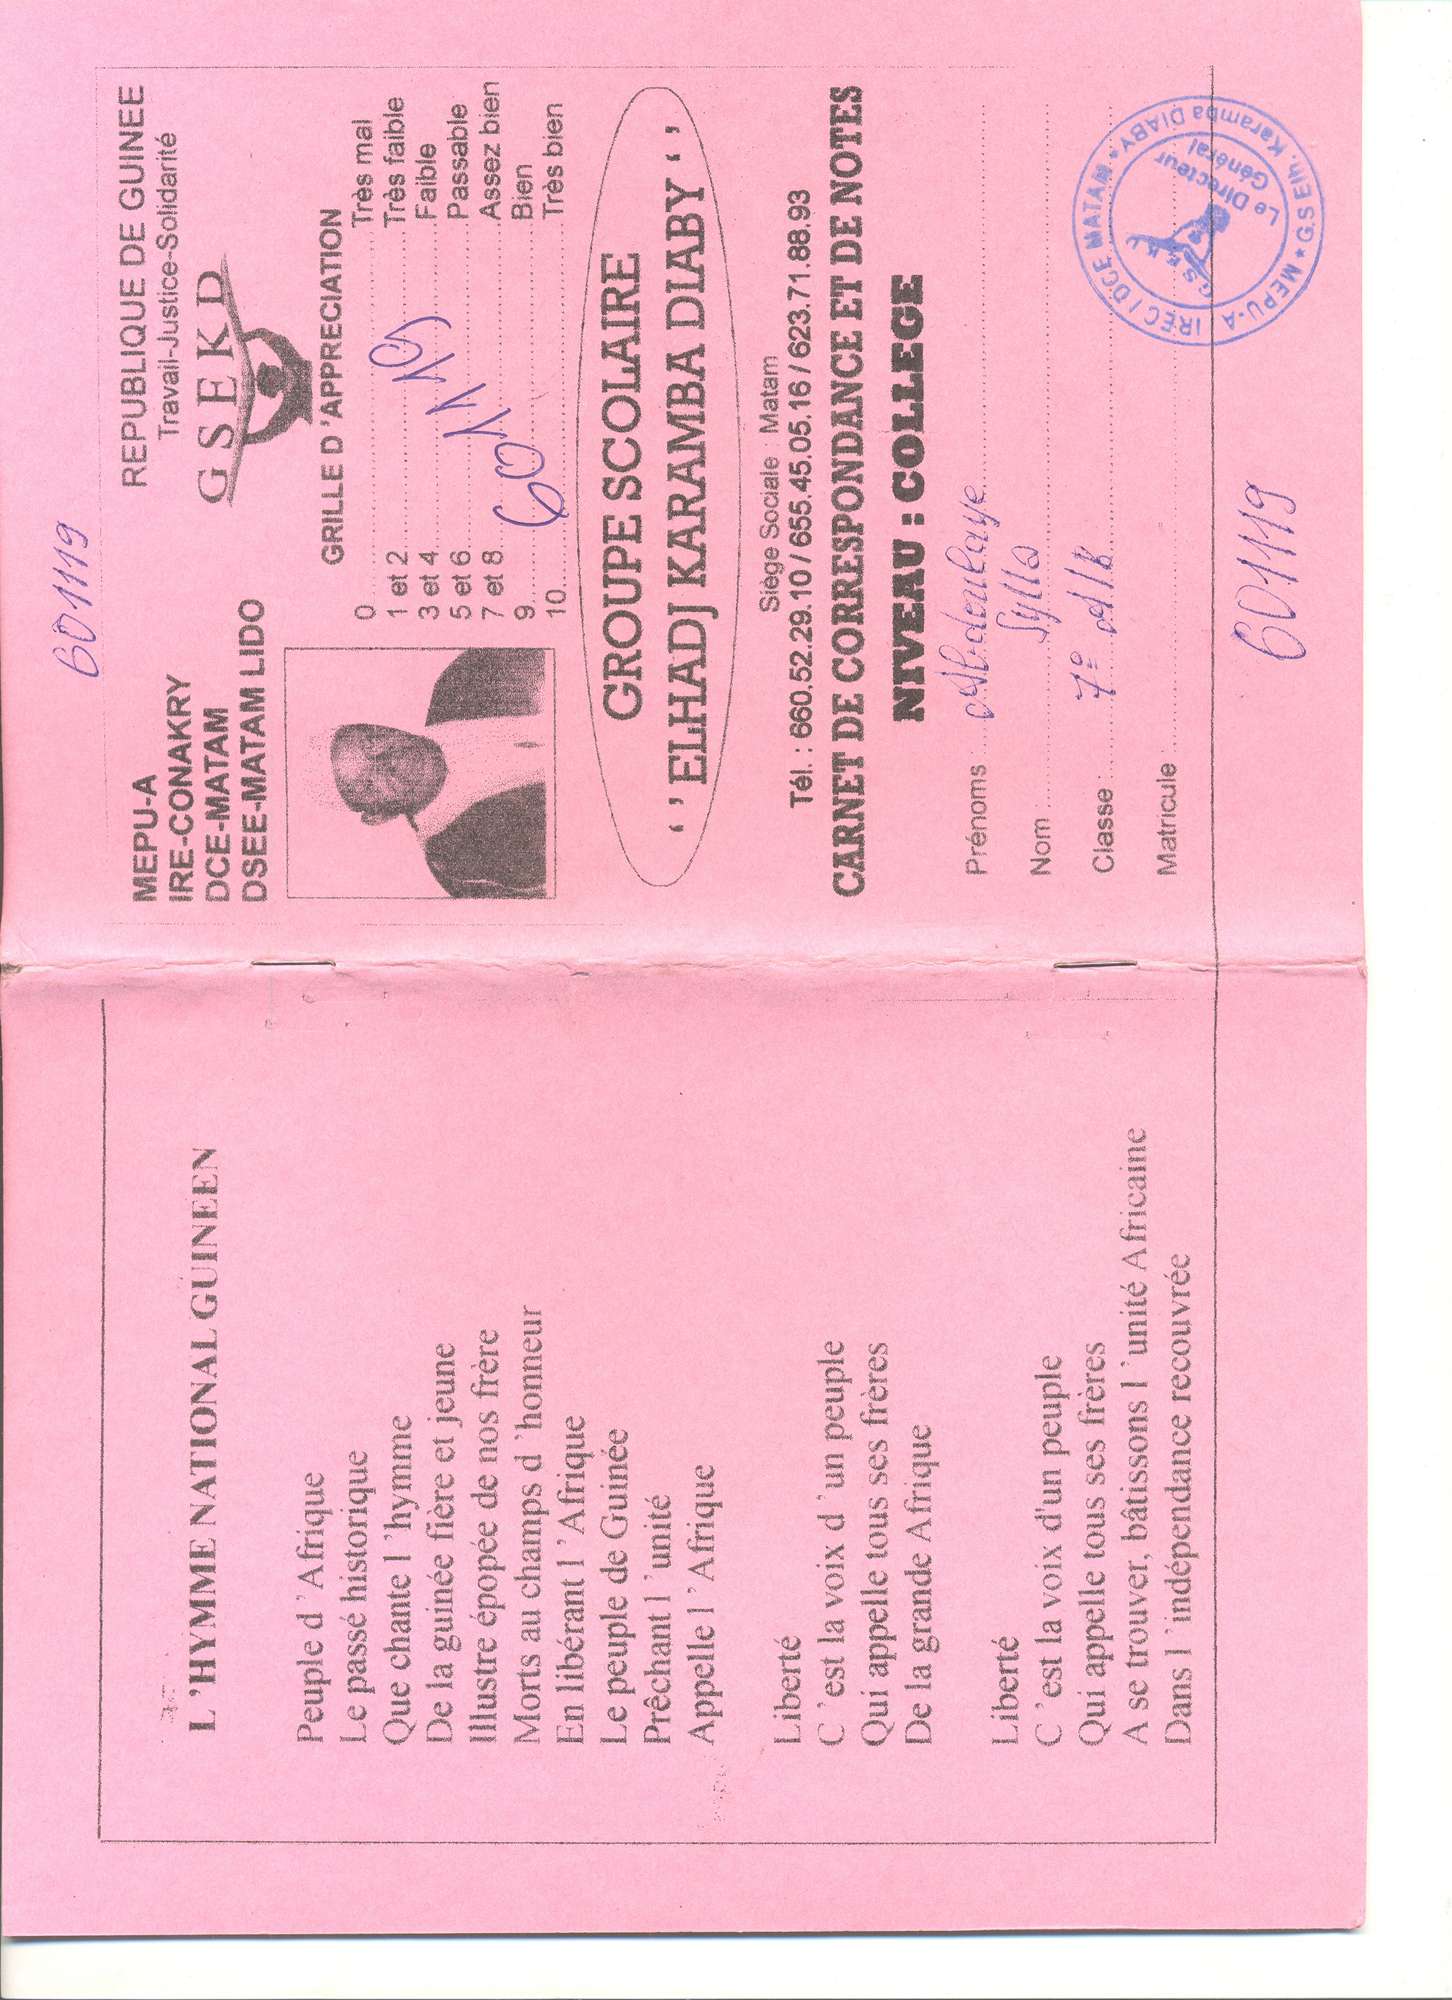 601119
MEPU-A
IRE-CONAKRY
DCE-MATAM
DSEE-MATAM LIDO
REPUBLIQUE DE GUINEE
Travail-Justice-Solidarité
GSEKD
GRILLE D 'APPRECIATION
0..........Très mal
1 et 2..........Très faible
3 et 4..........Faible
5 et 6..........Passable
7 et 8..........Assez bien
9..........Bien
10..........Très bien
601119
GROUPE SCOLAIRE
‘ ’ELHADJ KARAMBA DIABY ‘ ’
Siège Sociale : Matam
Tél. : 660.52.29.10 / 655.45.05.16 / 623.71.88.93
CARNET DE CORRESPONDANCE ET DE NOTES
NIVEAU : COLLEGE
Prénoms : Abdoulaye
Nom Sylla
Classe : 7e
Matricule
MEPU-A IREC / DCE MATAM * G.S Elh. Karamba DIABY *
Le Directeur
Général
G.S.E.K.D
601119
L 'HYMNE NATIONAL GUINEEN
Peuple d ' Afrique
Le passé historique
Que chante l ' hymme
De la guinée fière et jeune
Illustre épopée de nos frère
Morts au champs d 'honneur
En libérant l ' Afrique
Le peuple de Guinée
Prêchant l ' unité
Appelle l ' Afrique
Liberté
C ' est la voix d ' un peuple
Qui appelle tous ses frères
De la grande Afrique
Liberté
C ' est la voix d'un peuple
Qui appelle tous ses frères
A se trouver, bâtissons l ' unité Africaine
Dans l ' indépendance recouvrée